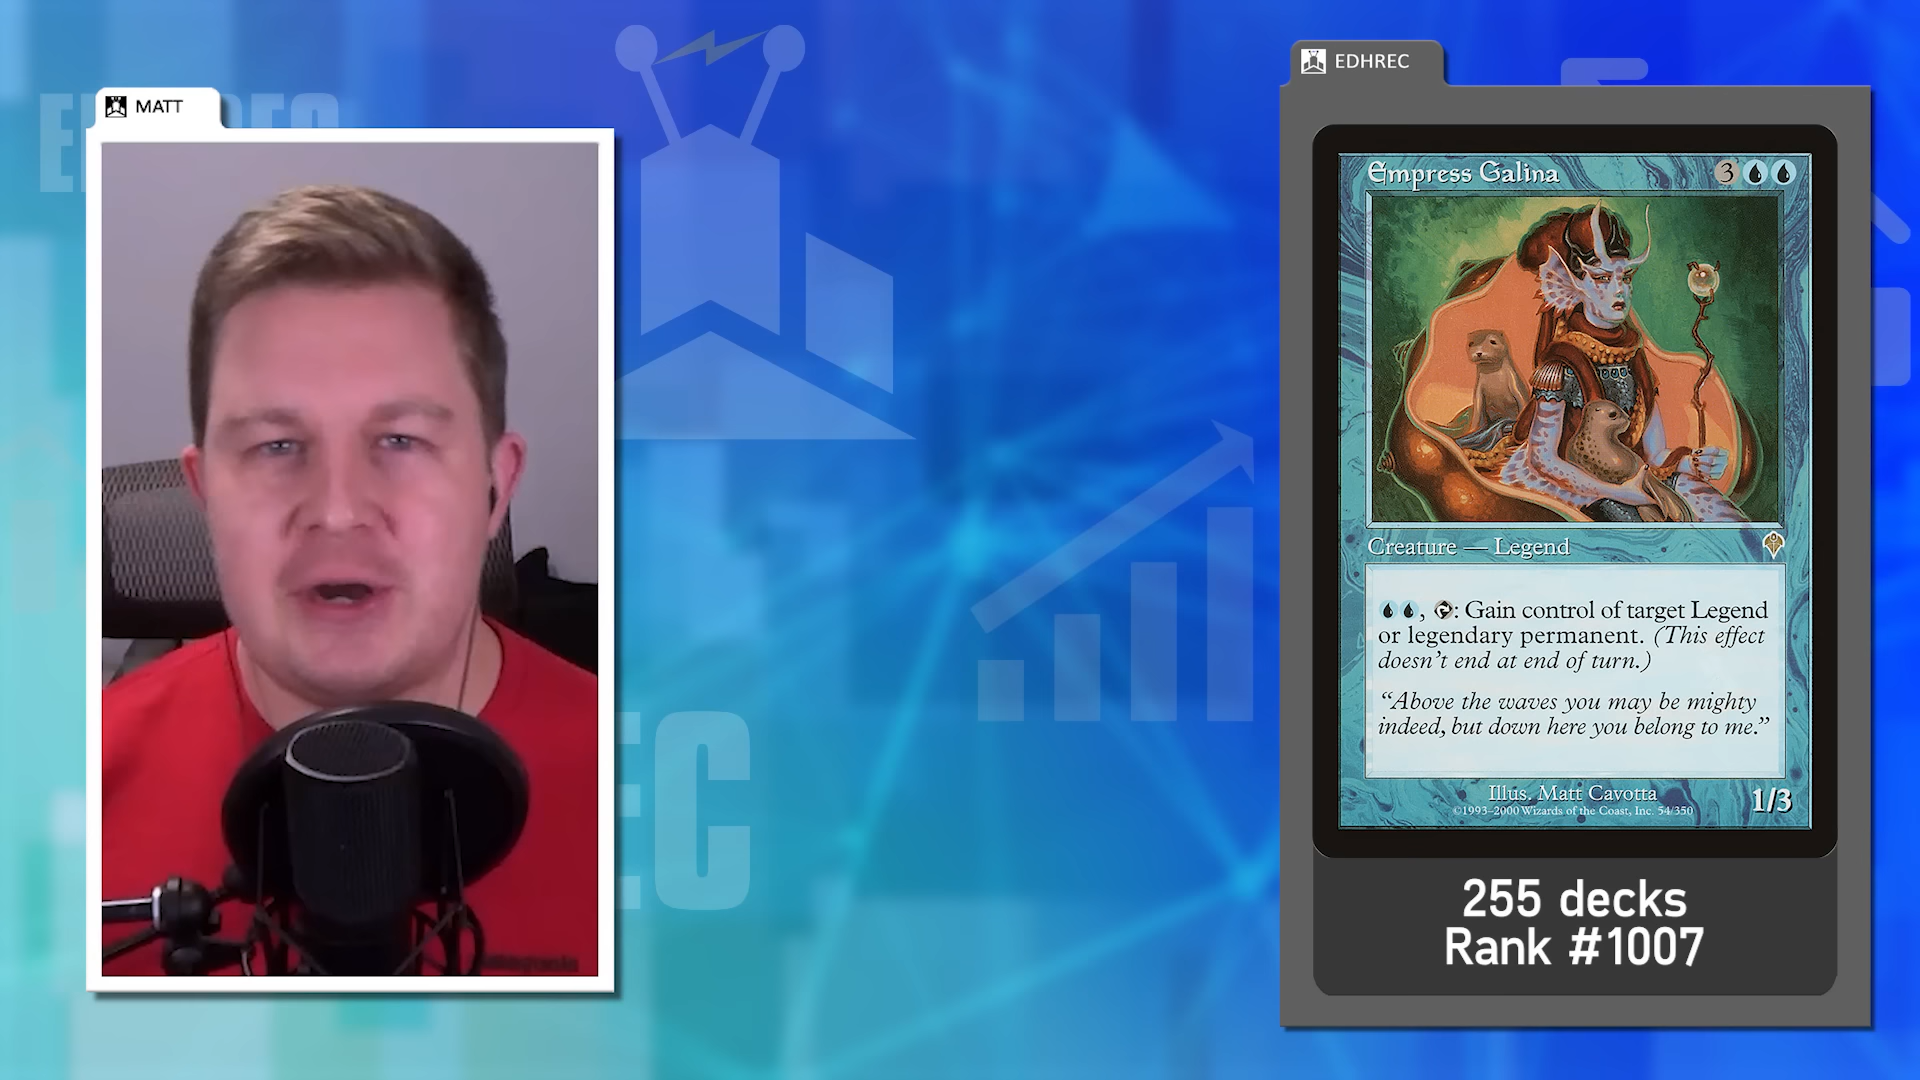 MATT
EDHREC
Empress Galina
3
Creature — Legend
: Gain control of target Legend
or legendary permanent. (This effect
doesn't end at end of turn.)
“Above the waves you may be mighty
indeed, but down here you belong to me.”
Illus. Matt Cavotta
©1993–2000 Wizards of the Coast, Inc. 54/350
1/3
255 decks
Rank #1007